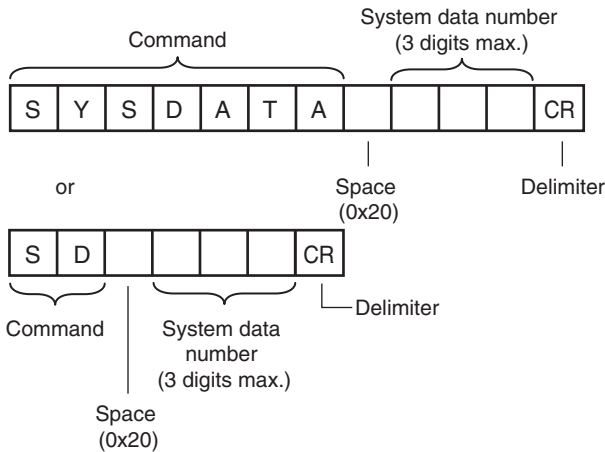 System data number
(3 digits max.)
Command
S Y S D A T A CR
or
Space
(0x20)
Delimiter
S D CR
Delimiter
Command
System data
number
(3 digits max.)
Space
(0x20)